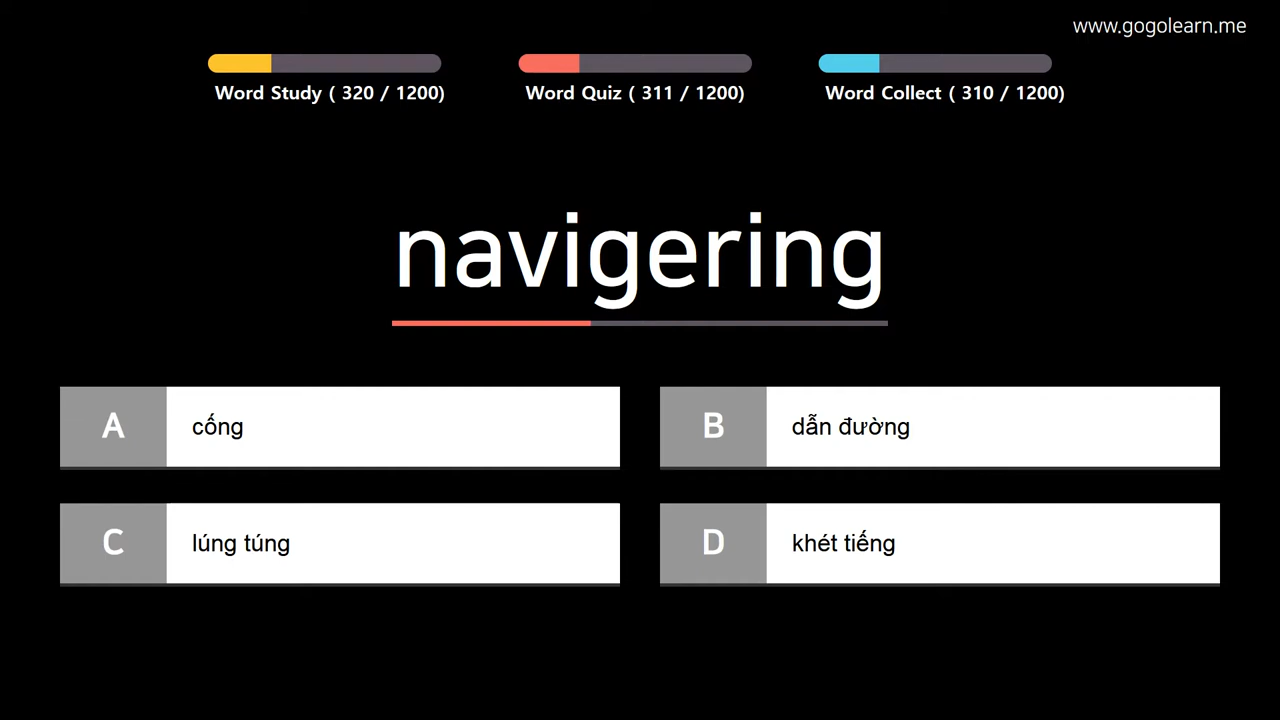 www.gogolearn.me
Word Study ( 320 / 1200)
Word Quiz ( 311 / 1200)
Word Collect ( 310 / 1200)
navigering
A
cống
B
dẫn đường
C
lúng túng
D
khét tiếng